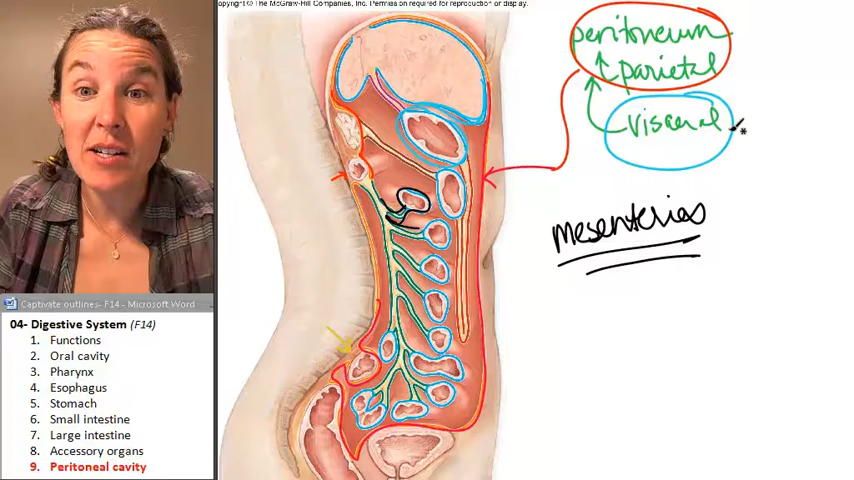 opyright © The McGraw-Hill Companies, Inc. Permission required for reproduction or display.
peritoneum
parietal
visceral *
mesenteries
Captivate outlines- F14 - Microsoft Word
04- Digestive System (F14)
1. Functions
2. Oral cavity
3. Pharynx
4. Esophagus
5. Stomach
6. Small intestine
7. Large intestine
8. Accessory organs
9. Peritoneal cavity